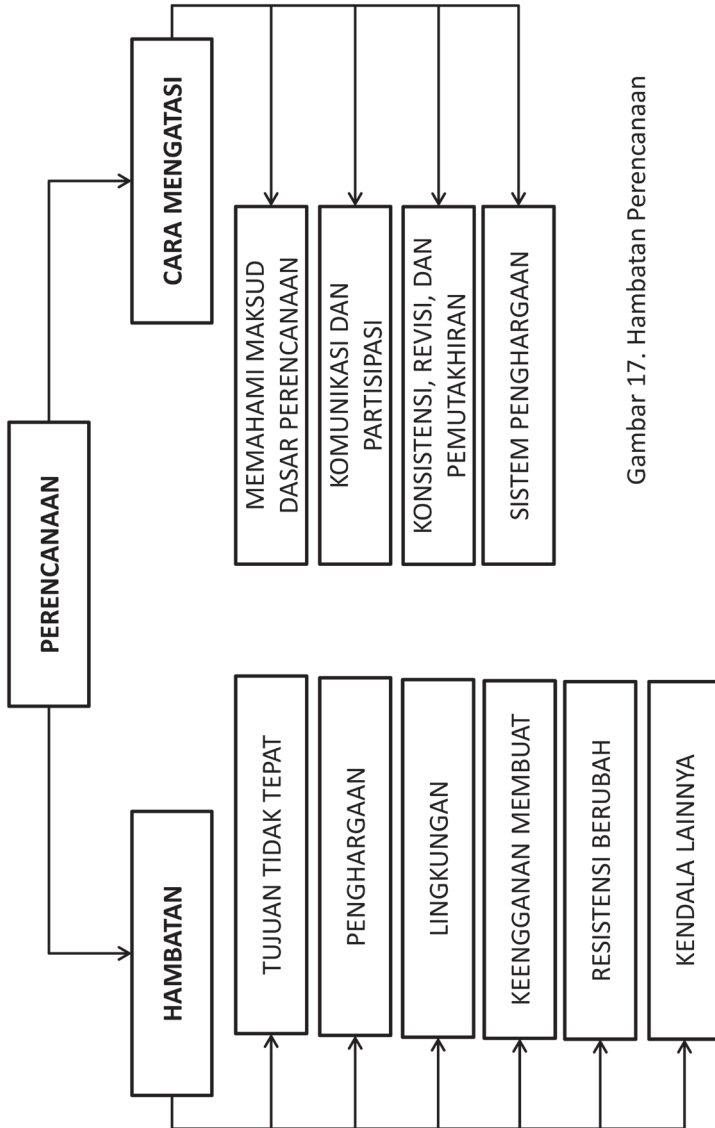 PERENCANAAN
HAMBATAN
TUJUAN TIDAK TEPAT
PENGHARGAAN
LINGKUNGAN
KEENGGANAN MEMBUAT
RESISTENSI BERUBAH
KENDALA LAINNYA
CARA MENGATASI
MEMAHAMI MAKSUD
DASAR PERENCANAAN
KOMUNIKASI DAN
PARTISIPASI
KONSISTENSI, REVISI, DAN
PEMUTAKHIRAN
SISTEM PENGHARGAAN
Gambar 17. Hambatan Perencanaan